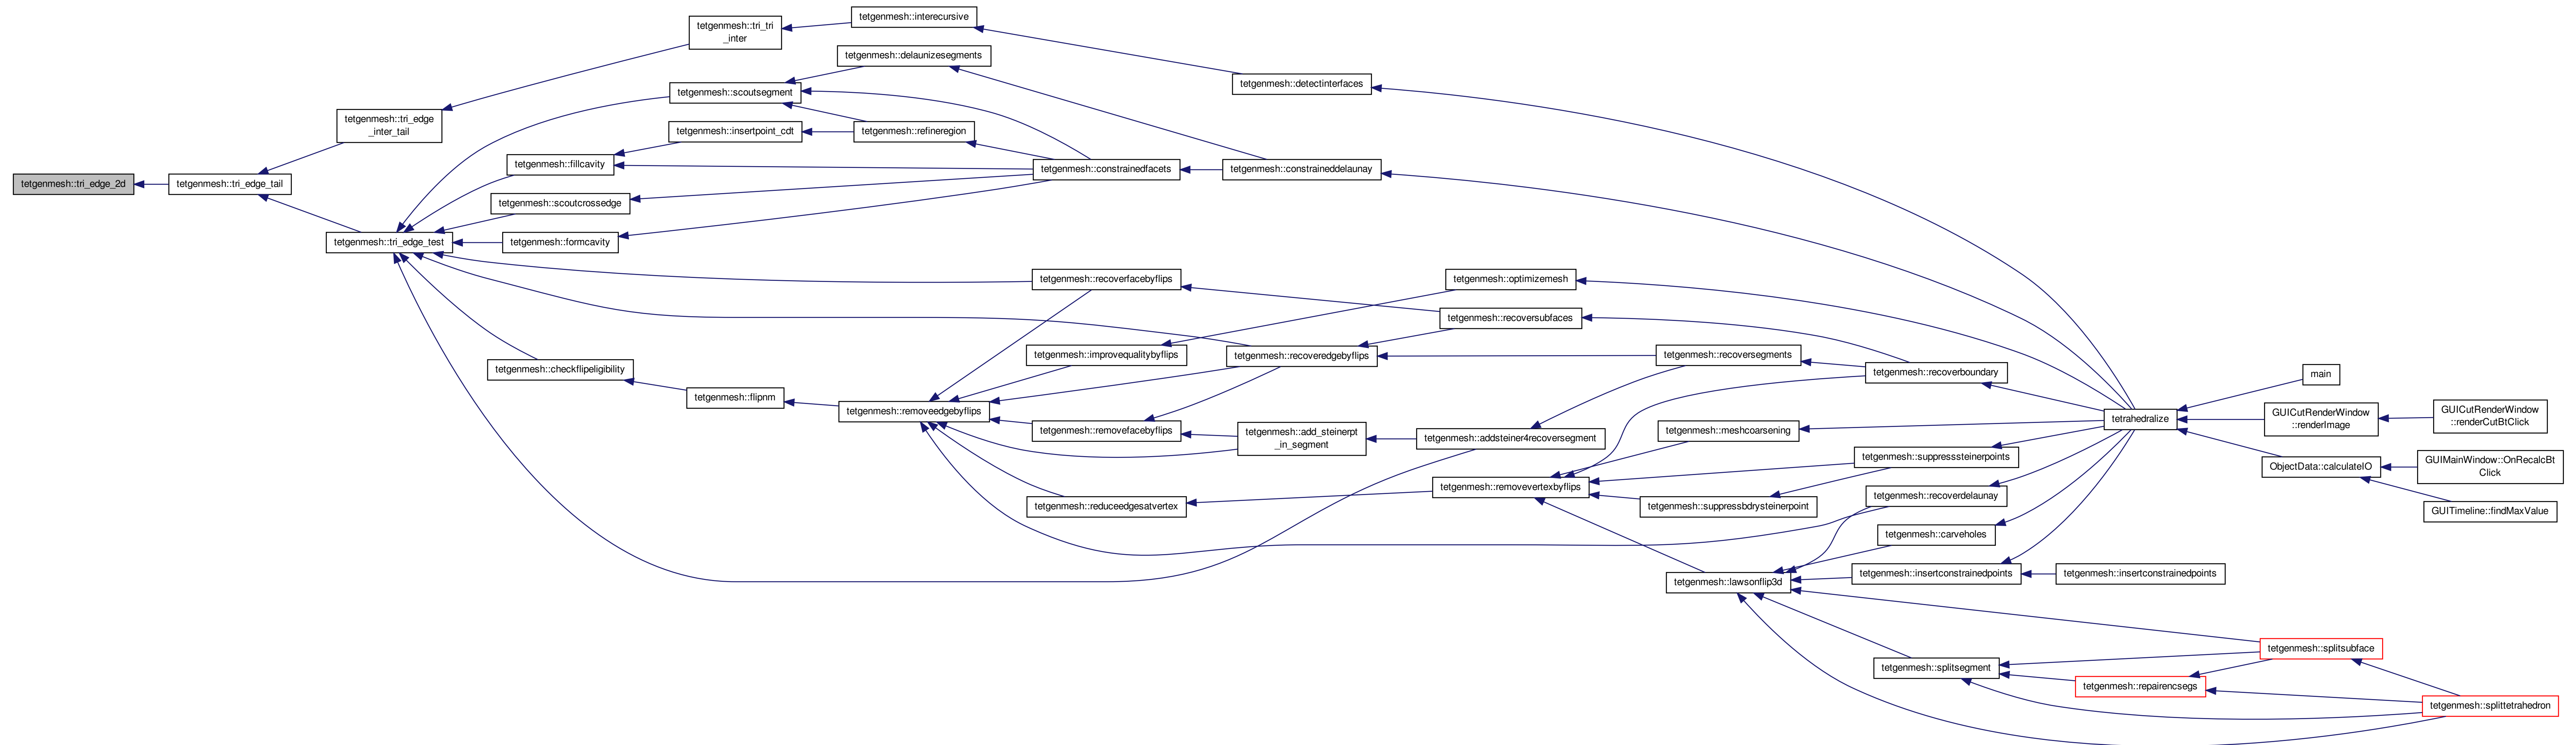 tetgenmesh::tri_edge_2d
tetgenmesh::tri_edge_tail
tetgenmesh::tri_edge
_inter_tail
tetgenmesh::tri_edge_test
tetgenmesh::tri_tri
_inter
tetgenmesh::interecursive
tetgenmesh::delaunizesegments
tetgenmesh::scoutsegment
tetgenmesh::insertpoint_cdt
tetgenmesh::refineregion
tetgenmesh::fillcavity
tetgenmesh::scoutcrossedge
tetgenmesh::formcavity
tetgenmesh::constrainedfacets
tetgenmesh::detectinterfaces
tetgenmesh::constraineddelaunay
tetgenmesh::recoverfacebyflips
tetgenmesh::optimizemesh
tetgenmesh::recoversubfaces
tetgenmesh::improvequalitybyflips
tetgenmesh::recoveredgebyflips
tetgenmesh::recoversegments
tetgenmesh::recoverboundary
tetgenmesh::checkflipeligibility
tetgenmesh::flipnm
tetgenmesh::removeedgebyflips
tetgenmesh::removefacebyflips
tetgenmesh::add_steinerpt
_in_segment
tetgenmesh::addsteiner4recoversegment
tetgenmesh::meshcoarsening
tetgenmesh::suppresssteinerpoints
tetgenmesh::reduceedgesatvertex
tetgenmesh::removevertexbyflips
tetgenmesh::suppressbdrysteinerpoint
tetgenmesh::recoverdelaunay
tetgenmesh::carveholes
tetgenmesh::lawsonflip3d
tetgenmesh::insertconstrainedpoints
tetgenmesh::insertconstrainedpoints
tetgenmesh::splitsegment
tetgenmesh::repairencsegs
tetgenmesh::splitsubface
tetgenmesh::splittetrahedron
tetrahedralize
main
GUICutRenderWindow
::renderImage
GUICutRenderWindow
::renderCutBtClick
ObjectData::calculateIO
GUIMainWindow::OnRecalcBt
Click
GUITimeline::findMaxValue